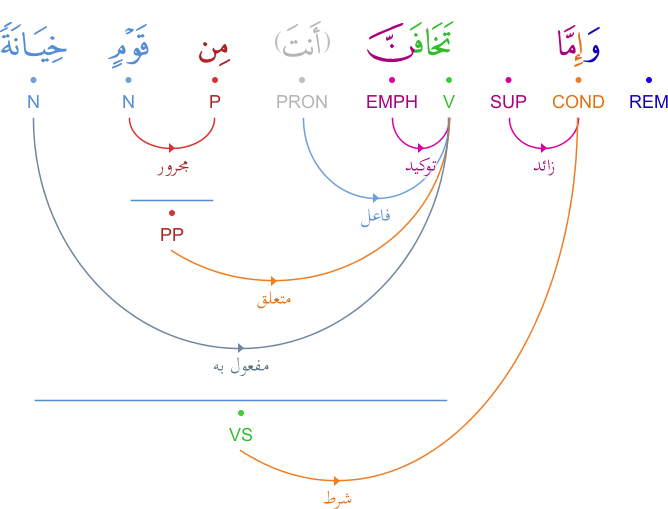 وَإِمَّا تَخَافَنَّ (أَنتَ) مِن قَوْمٍ خِيَانَةً
REM COND SUP V EMPH PRON P N N
زائد توكيد مجرور
فاعل
PP
متعلق
مفعول به
VS
شرط